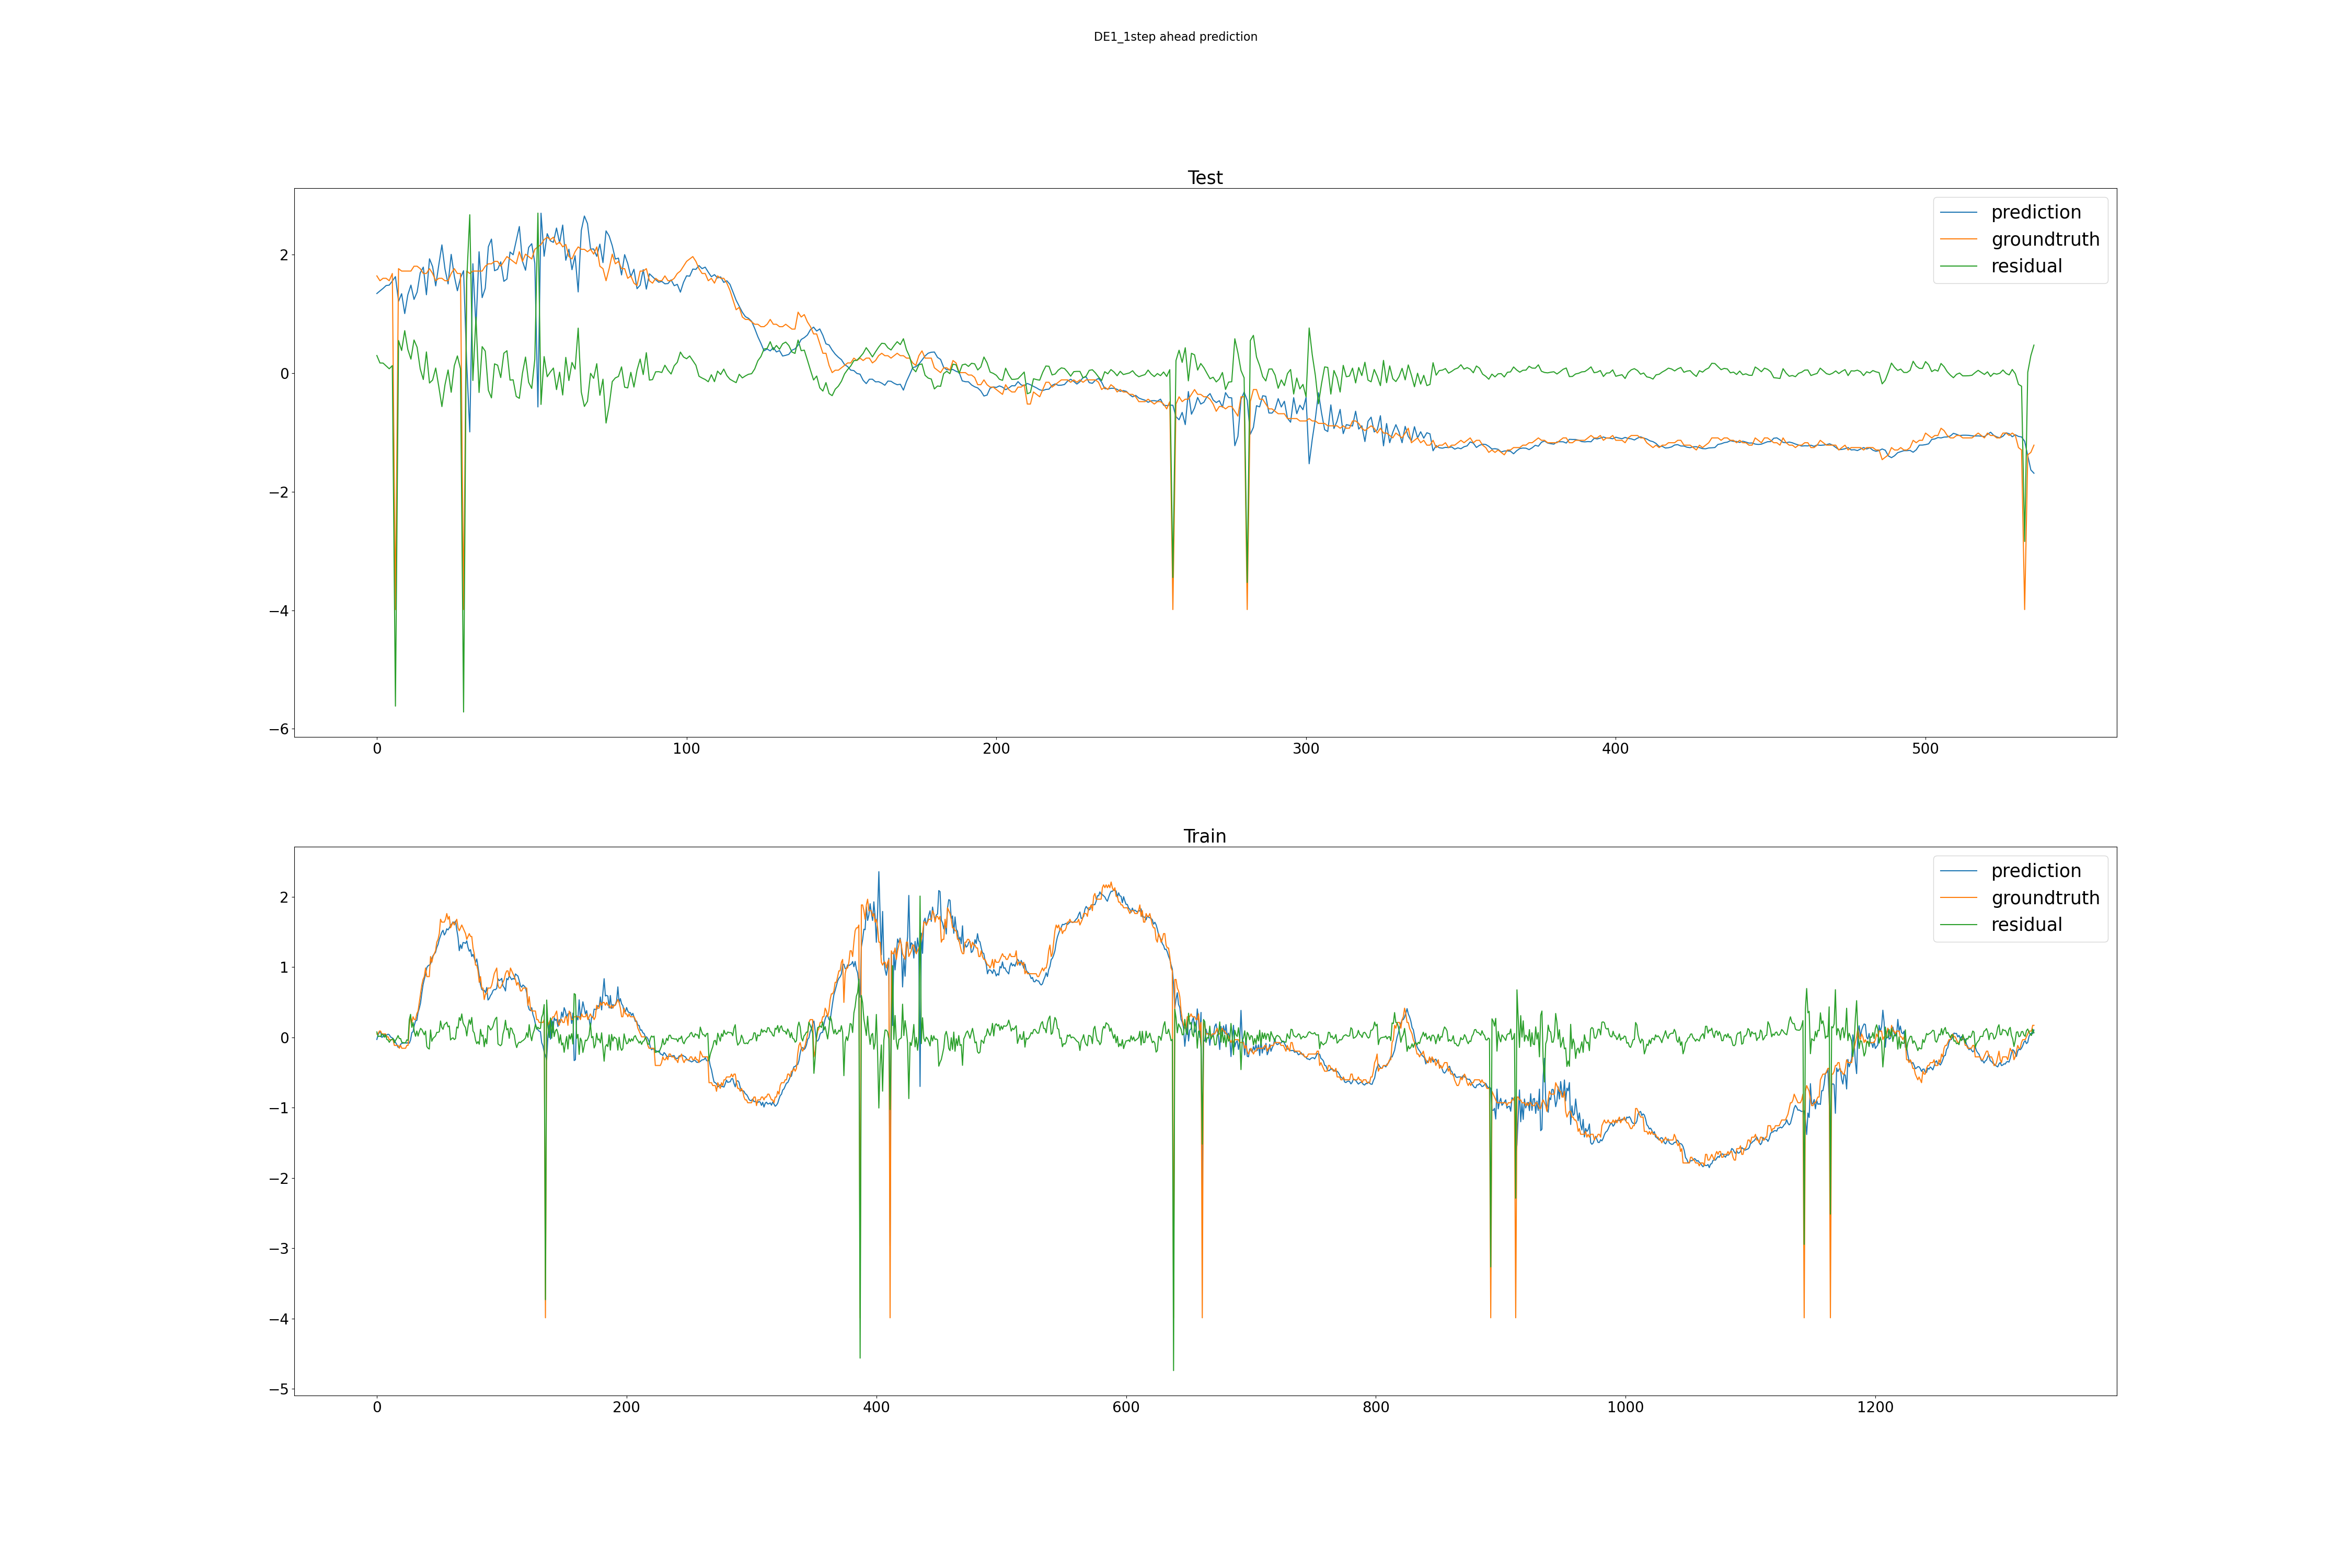 DE1_1step ahead prediction
Test
prediction
groundtruth
residual
2
0
−2
−4
−6
0 100 200 300 400 500
Train
prediction
groundtruth
residual
2
1
0
−1
−2
−3
−4
−5
0 200 400 600 800 1000 1200